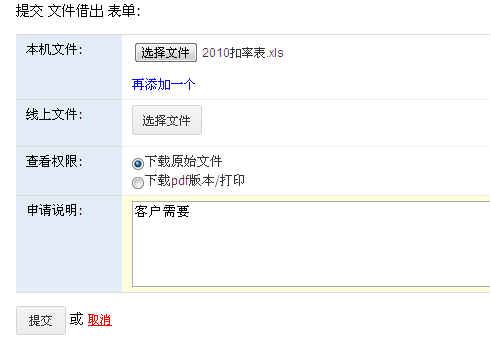 提交 文件借出 表单:
本机文件: 选择文件 2010扣率表.xls
再添加一个
线上文件: 选择文件
查看权限: 下载原始文件
下载pdf版本/打印
申请说明: 客户需要
提交 或 取消